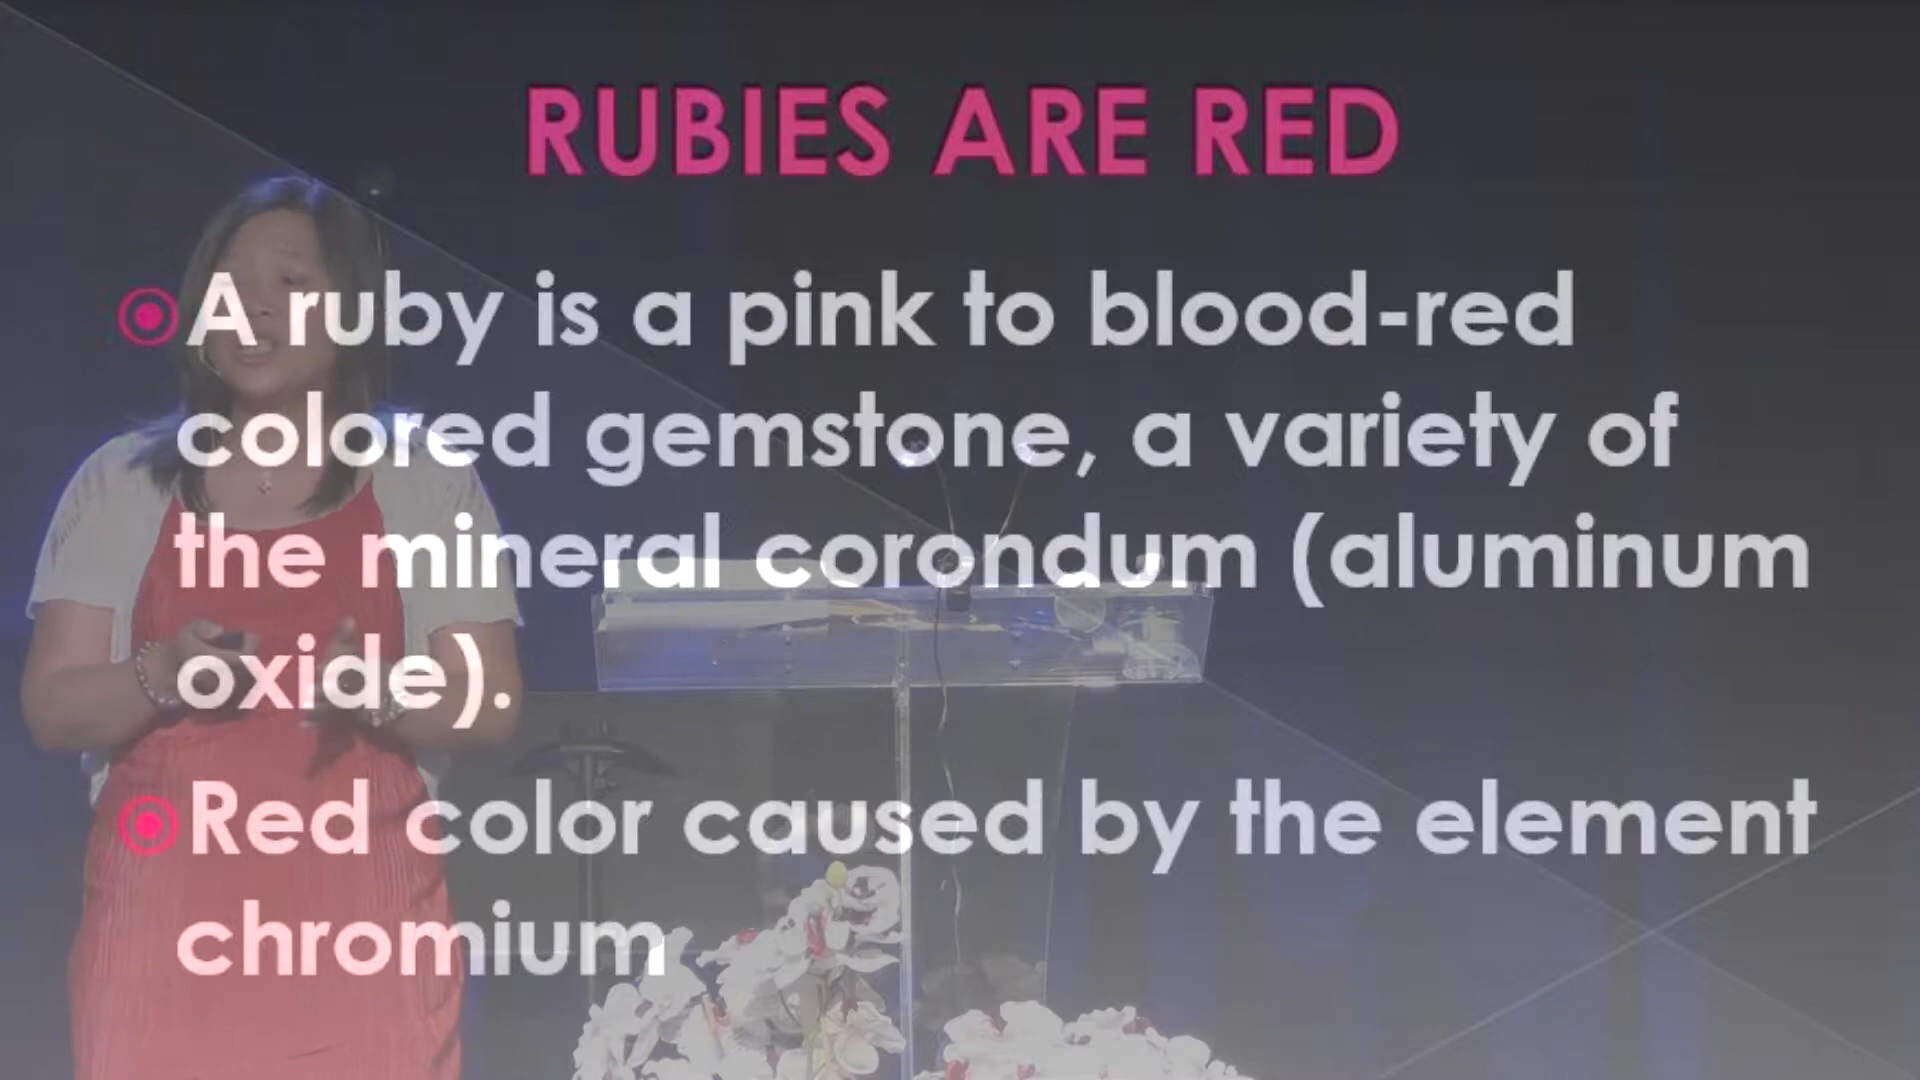 RUBIES ARE RED
A ruby is a pink to blood-red
colored gemstone, a variety of
the mineral corondum (aluminum
oxide).
Red color caused by the element
chromium